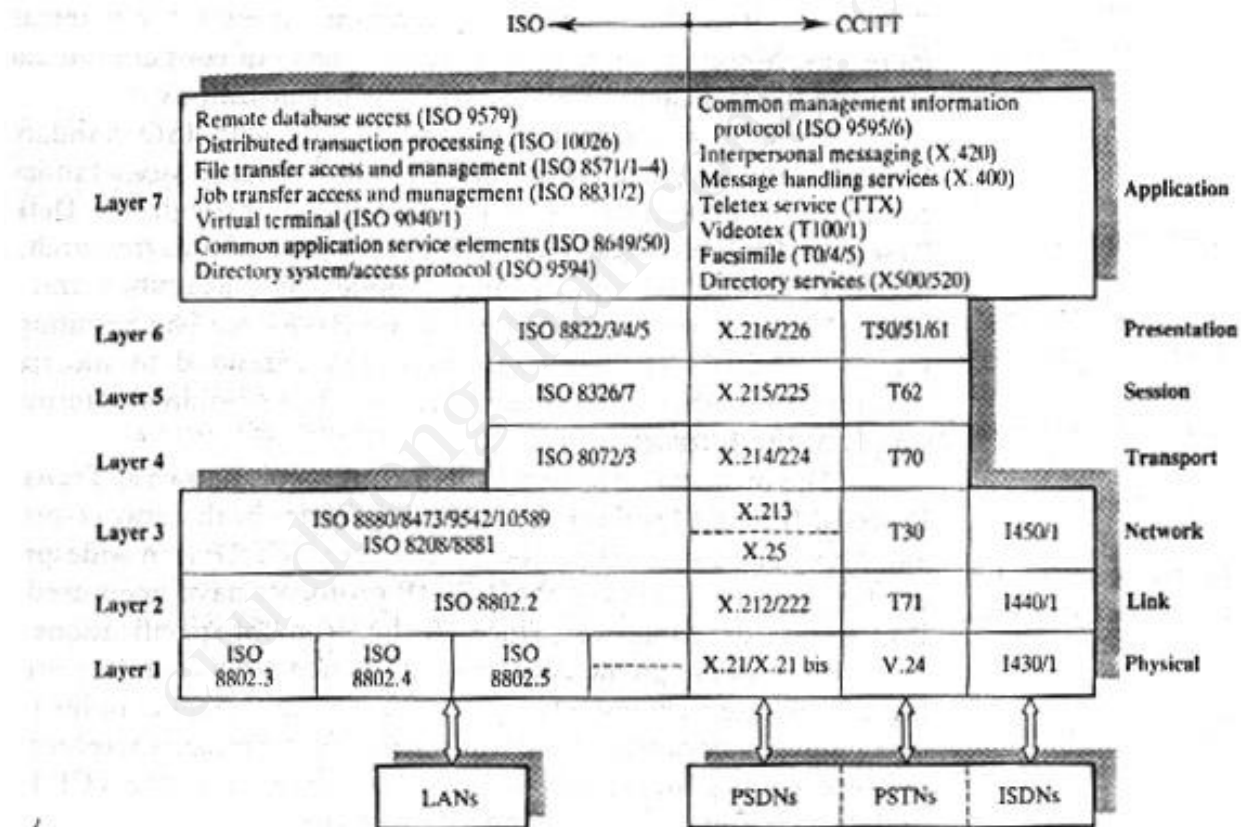 ISO CCITT
Layer 7
Remote database access (ISO 9579)
Distributed transaction processing (ISO 10026)
File transfer access and management (ISO 8571/1–4)
Job transfer access and management (ISO 8831/2)
Virtual terminal (ISO 9040/1)
Common application service elements (ISO 8649/50)
Directory system/access protocol (ISO 9594)
Common management information
protocol (ISO 9595/6)
Interpersonal messaging (X.420)
Message handling services (X.400)
Teletex service (TTX)
Videotex (T100/1)
Facsimile (T0/4/5)
Directory services (X500/520)
Application
Layer 6 ISO 8822/3/4/5 X.216/226 T50/51/61 Presentation
Layer 5 ISO 8326/7 X.215/225 T62 Session
Layer 4 ISO 8072/3 X.214/224 T70 Transport
Layer 3
ISO 8880/8473/9542/10589
ISO 8208/8881
X.213
X.25
T30 I450/1 Network
Layer 2 ISO 8802.2 X.212/222 T71 I440/1 Link
Layer 1
ISO
8802.3
ISO
8802.4
ISO
8802.5
X.21/X.21 bis V.24 I430/1 Physical
LANs PSDNs PSTNs ISDNs
cuu duong than co